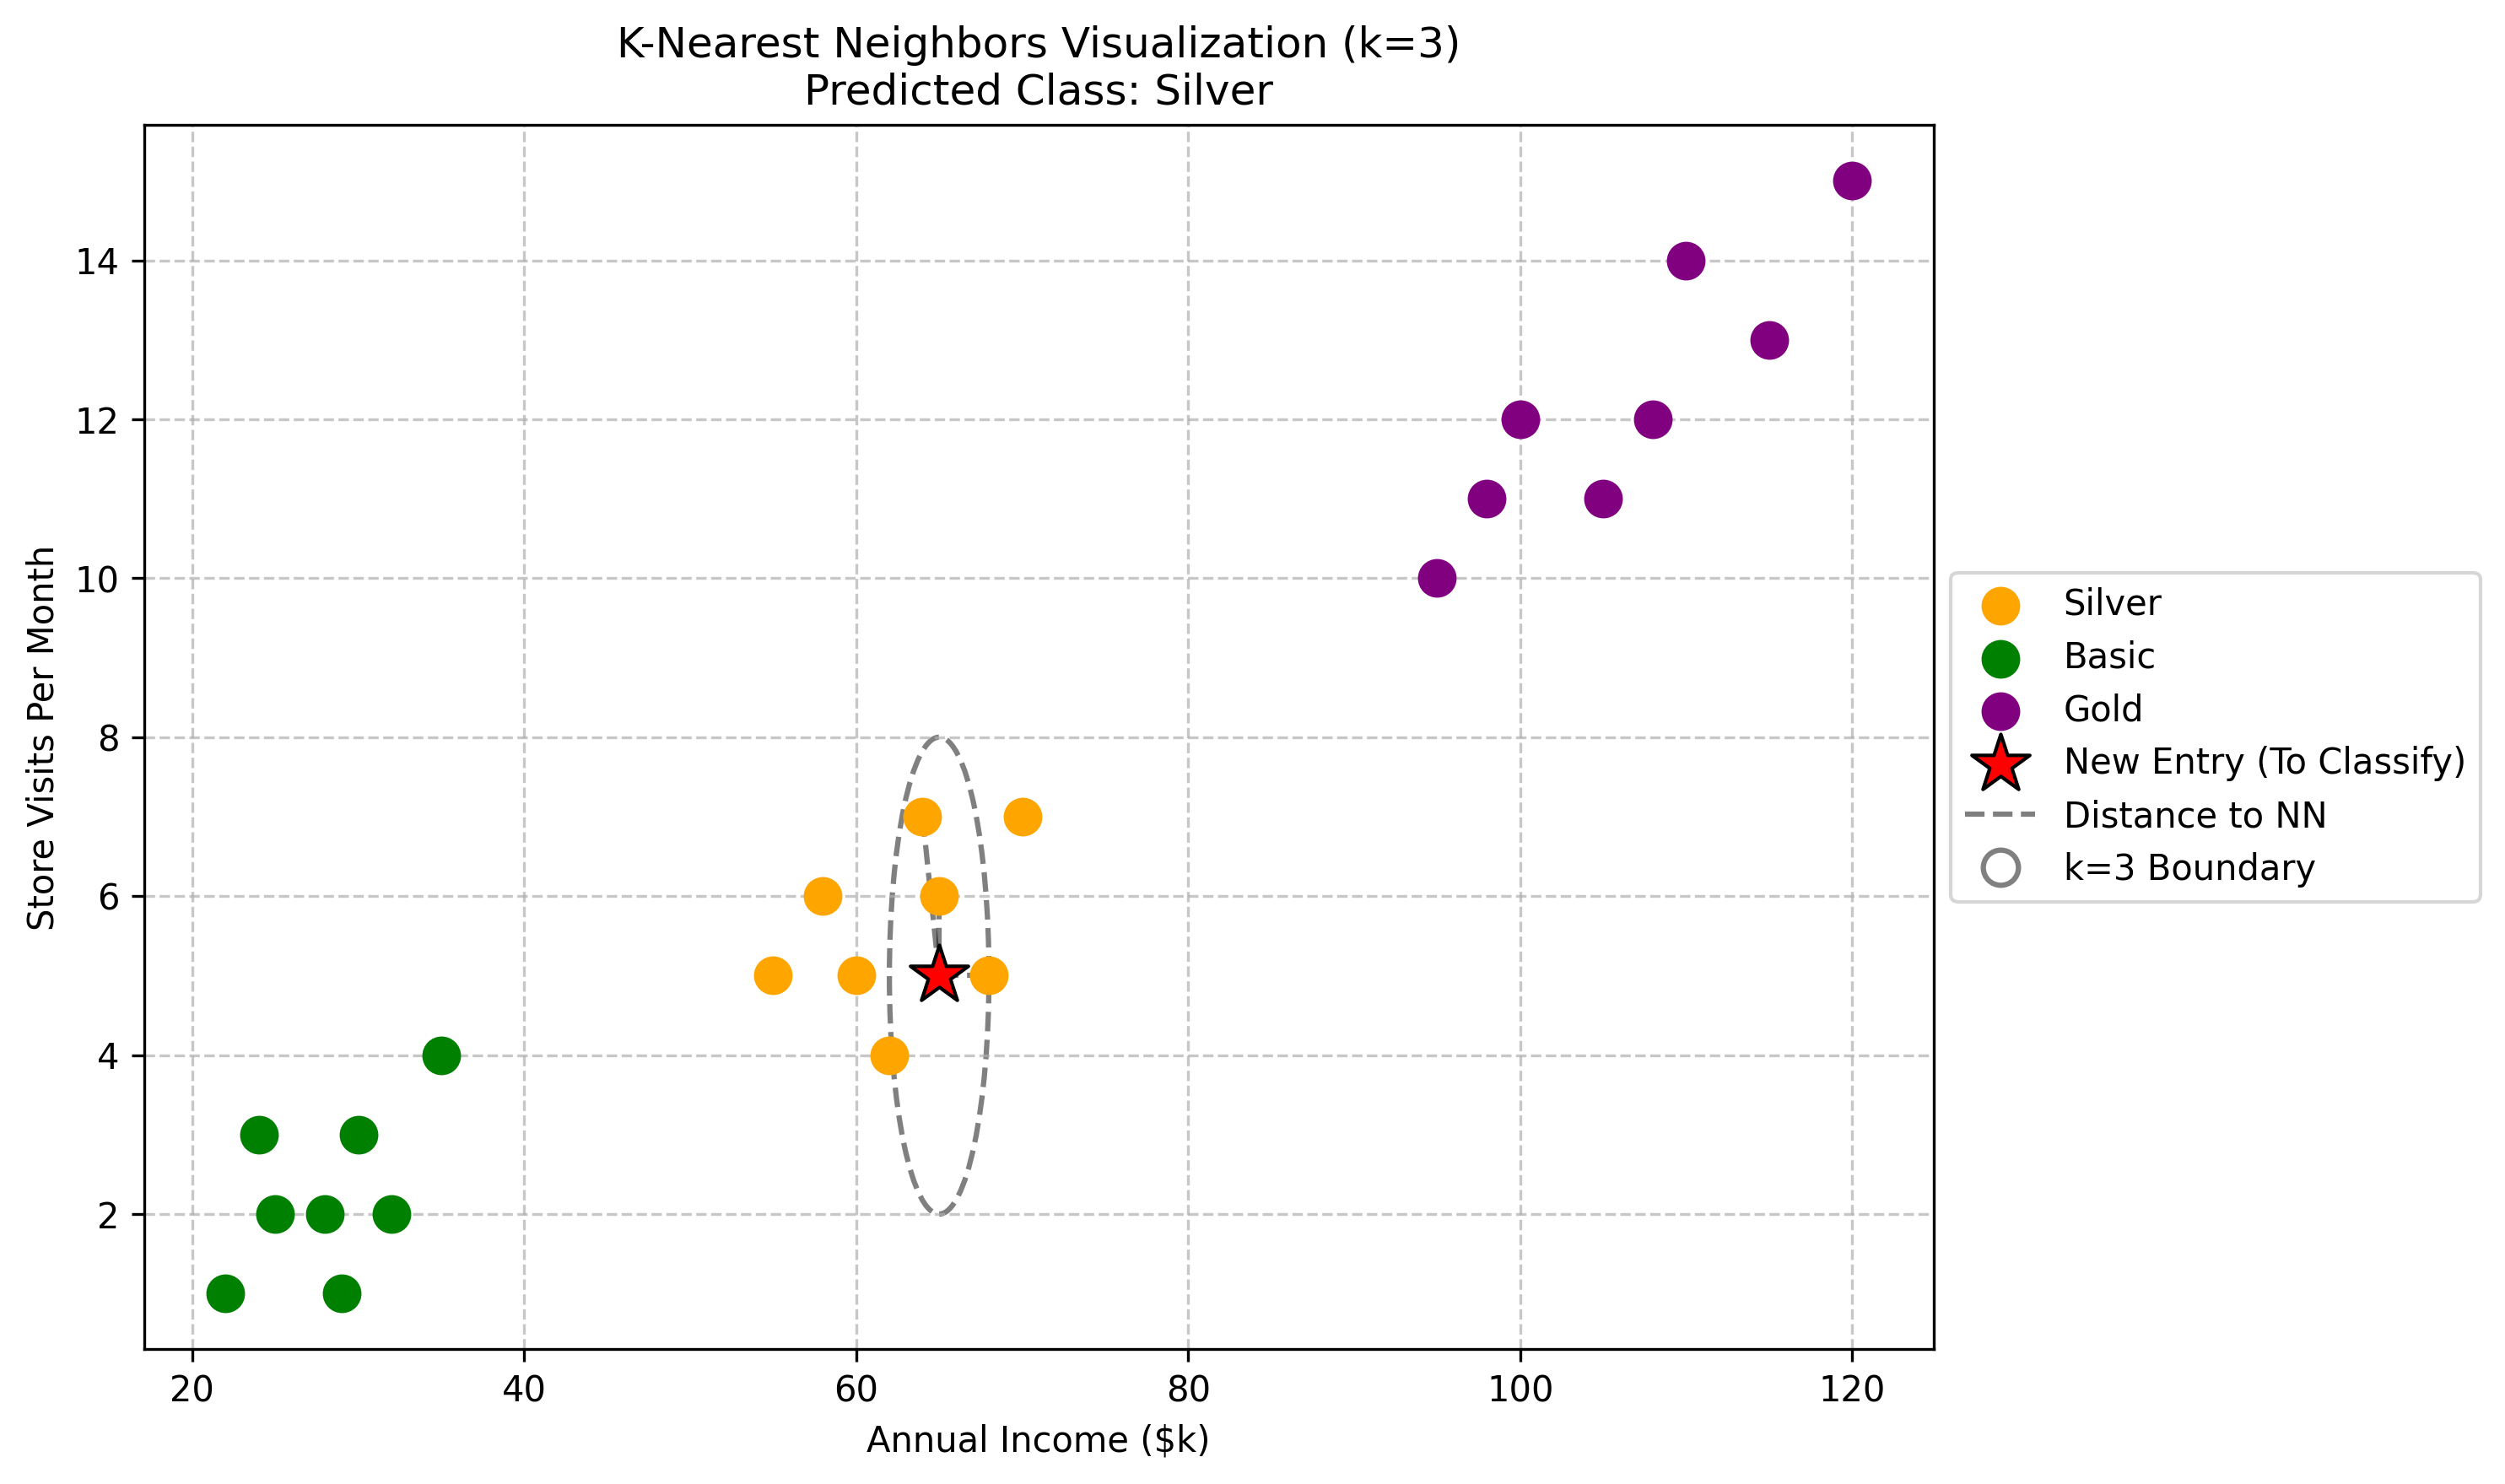 K-Nearest Neighbors Visualization (k=3)
Predicted Class: Silver
Store Visits Per Month
14
12
10
8
6
4
2
20
40
60
80
100
120
Annual Income ($k)
Silver
Basic
Gold
New Entry (To Classify)
Distance to NN
k=3 Boundary